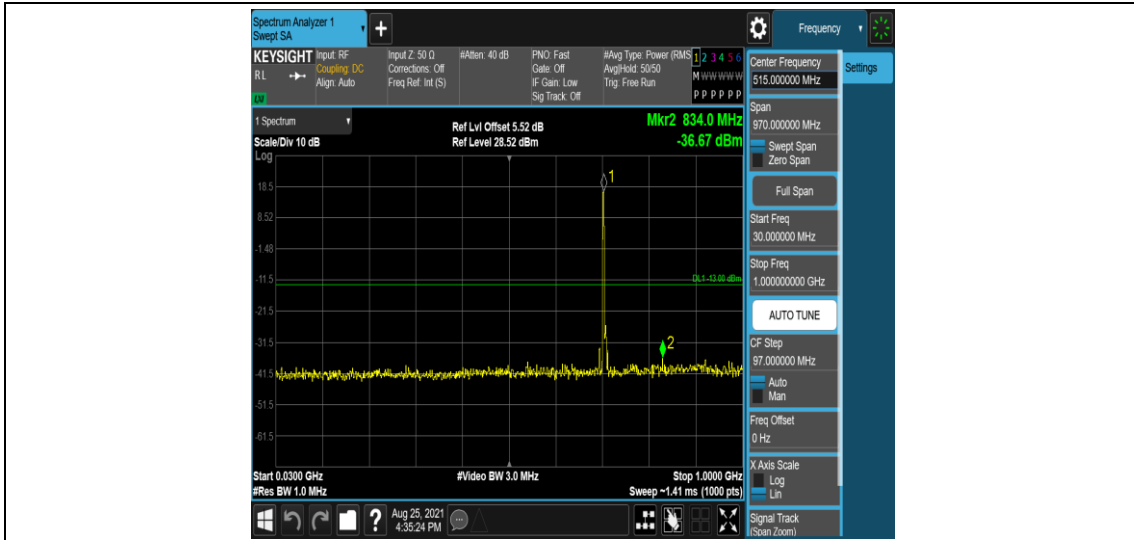 Spectrum Analyzer 1
Swept SA
+
Frequency
KEYSIGHT
RL
Input: RF
Coupling: DC
Align: Auto
Input Z: 50 Ω
Corrections: Off
Freq Ref: Int (S)
#Atten: 40 dB
PNO: Fast
Gate: Off
IF Gain: Low
Sig Track: Off
#Avg Type: Power (RMS
Avg|Hold: 50/50
Trig: Free Run
1 2 3 4 5 6
M W W W W W
P P P P P P
1 Spectrum
Scale/Div 10 dB
Log
Ref Lvl Offset 5.52 dB
Ref Level 28.52 dBm
Mkr2 834.0 MHz
-36.67 dBm
18.5
8.52
-1.48
-11.5
-21.5
-31.5
-41.5
-51.5
-61.5
1
DL1 -13.00 dBm
2
Start 0.0300 GHz
#Res BW 1.0 MHz
#Video BW 3.0 MHz
Stop 1.0000 GHz
Sweep ~1.41 ms (1000 pts)
Center Frequency
515.000000 MHz
Span
970.000000 MHz
Swept Span
Zero Span
Full Span
Start Freq
30.000000 MHz
Stop Freq
1.000000000 GHz
AUTO TUNE
CF Step
97.000000 MHz
Auto
Man
Freq Offset
0 Hz
X Axis Scale
Log
Lin
Signal Track
(Span Zoom)
Settings
?
Aug 25, 2021
4:35:24 PM